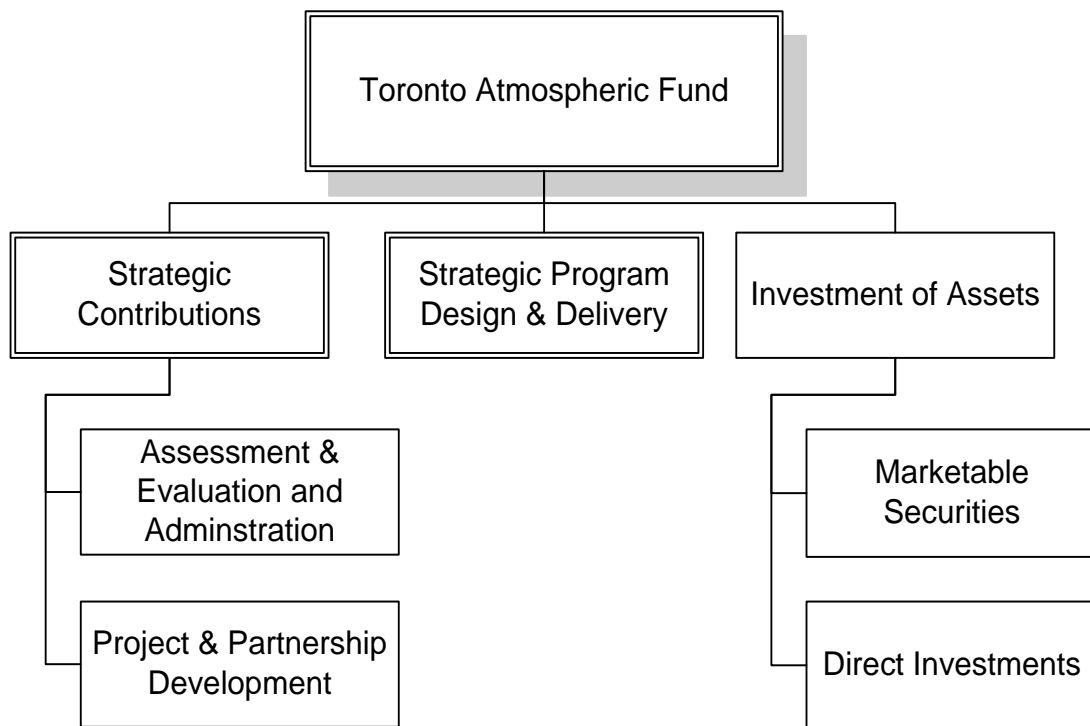 Toronto Atmospheric Fund
Strategic
Contributions
Strategic Program
Design & Delivery
Investment of Assets
Assessment &
Evaluation and
Adminstration
Marketable
Securities
Project & Partnership
Development
Direct Investments